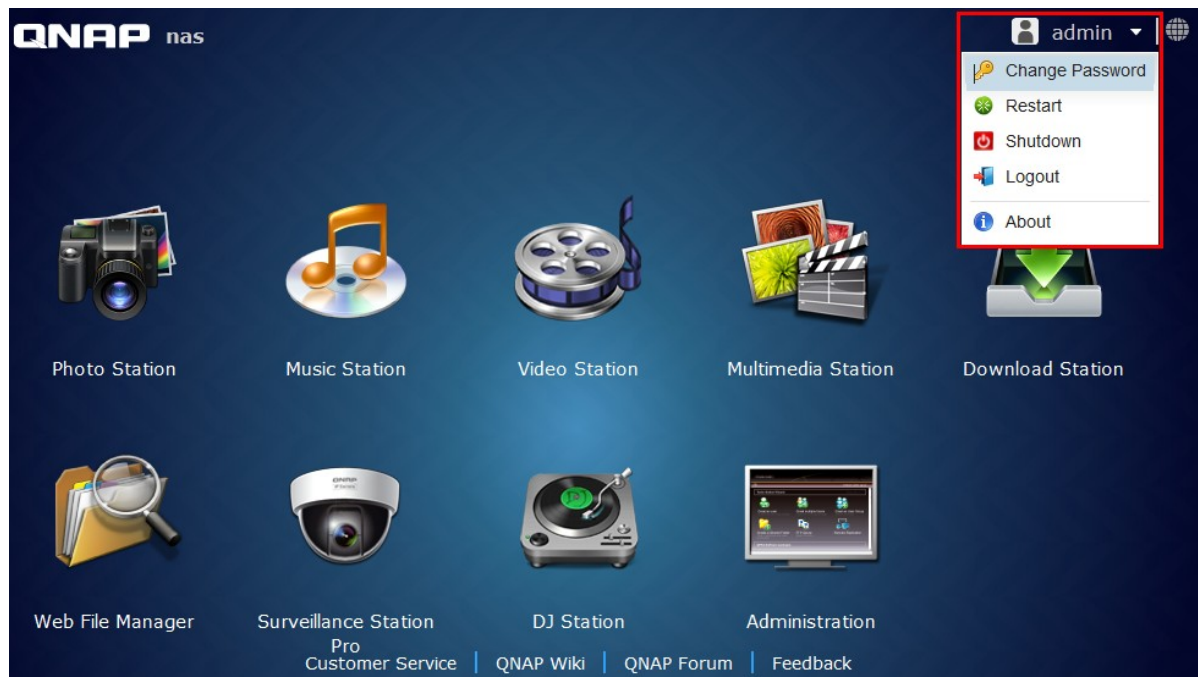 QNAP nas
admin
Change Password
Restart
Shutdown
Logout
About
Photo Station
Music Station
Video Station
Multimedia Station
Download Station
Web File Manager
Surveillance Station
Pro
DJ Station
Administration
Customer Service
QNAP Wiki
QNAP Forum
Feedback